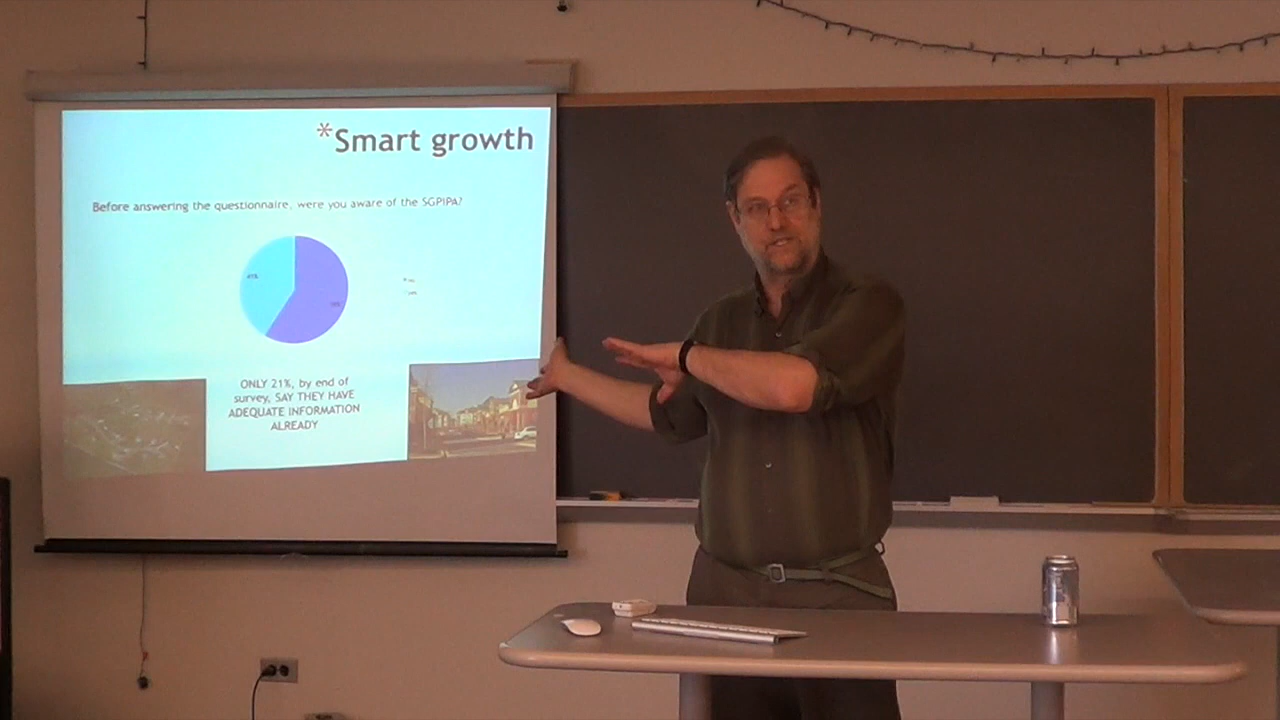 *Smart growth
Before answering the questionnaire, were you aware of the SGPIPA?
41%
ONLY 21%, by end of
survey, SAY THEY HAVE
ADEQUATE INFORMATION
ALREADY